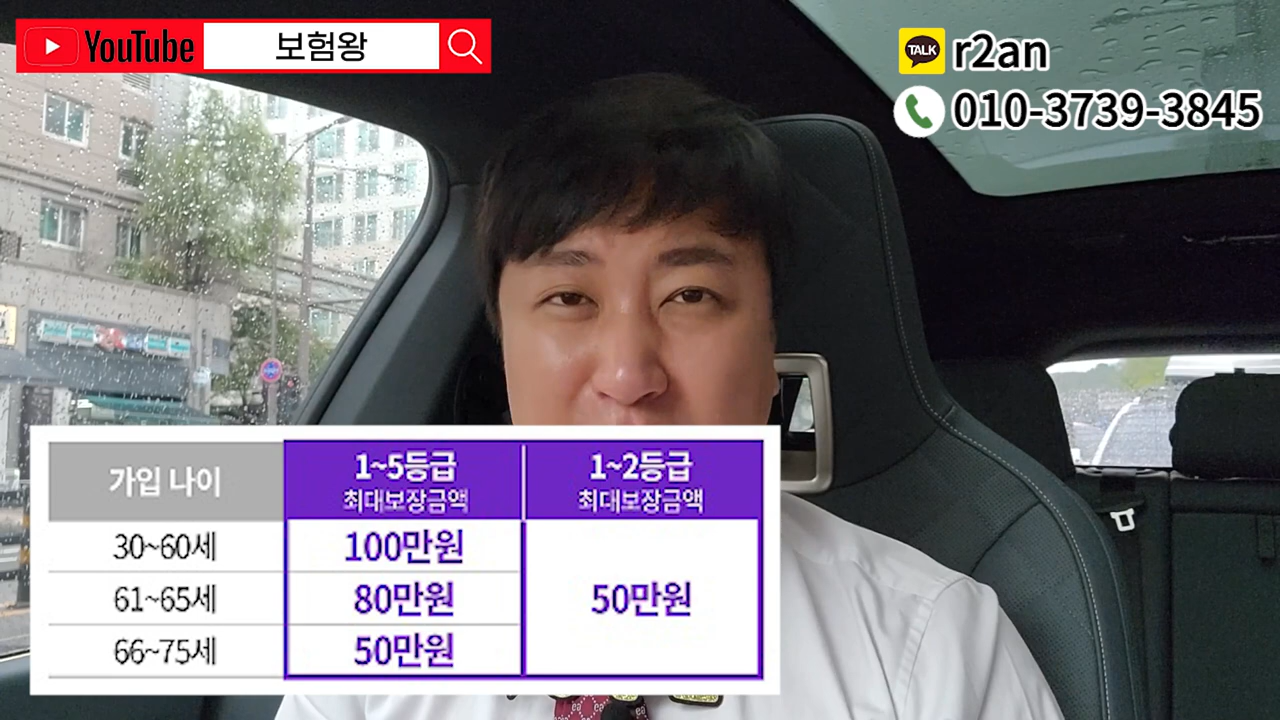 YouTube 보험왕
TALK r2an
010-3739-3845
가입 나이 1~5등급 최대보장금액 1~2등급 최대보장금액
30~60세 100만원
61~65세 80만원 50만원
66~75세 50만원